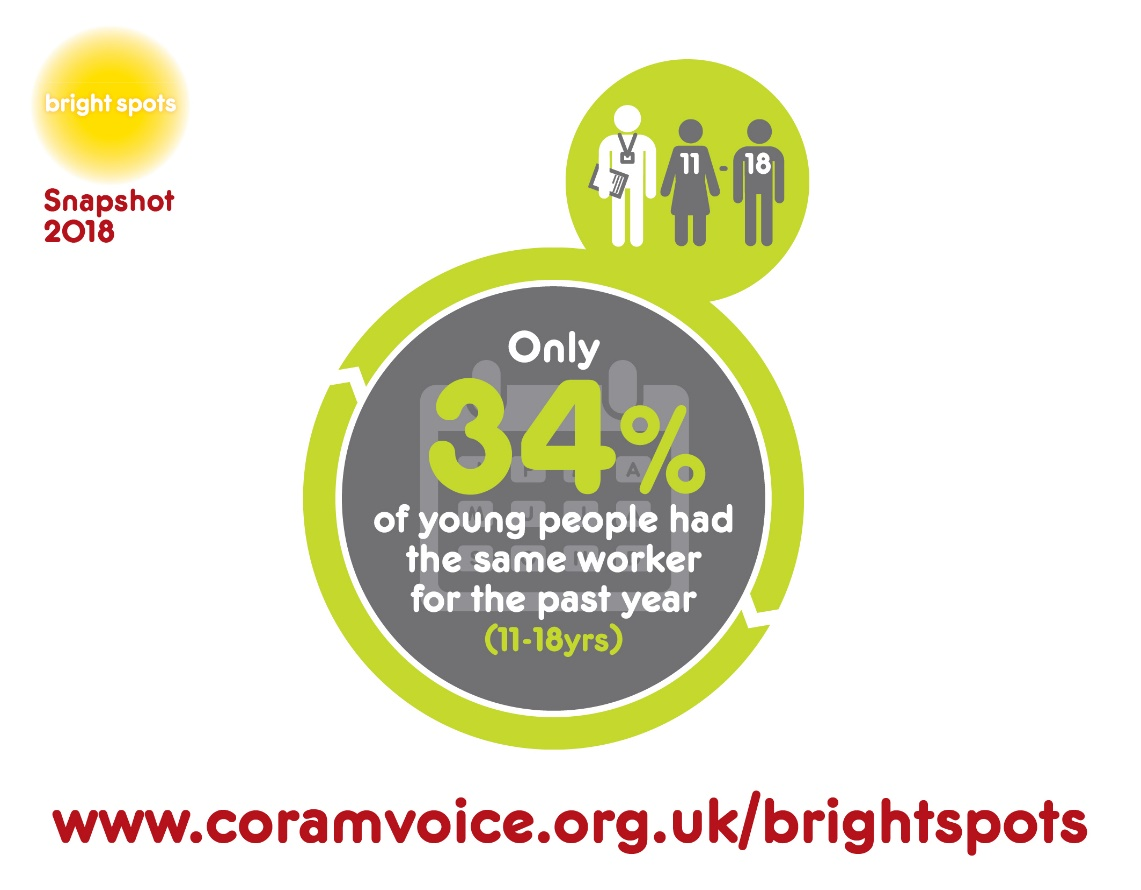 bright spots
Snapshot
2018
11 - 18
Only
34%
of young people had
the same worker
for the past year
(11-18yrs)
www.coramvoice.org.uk/brightspots